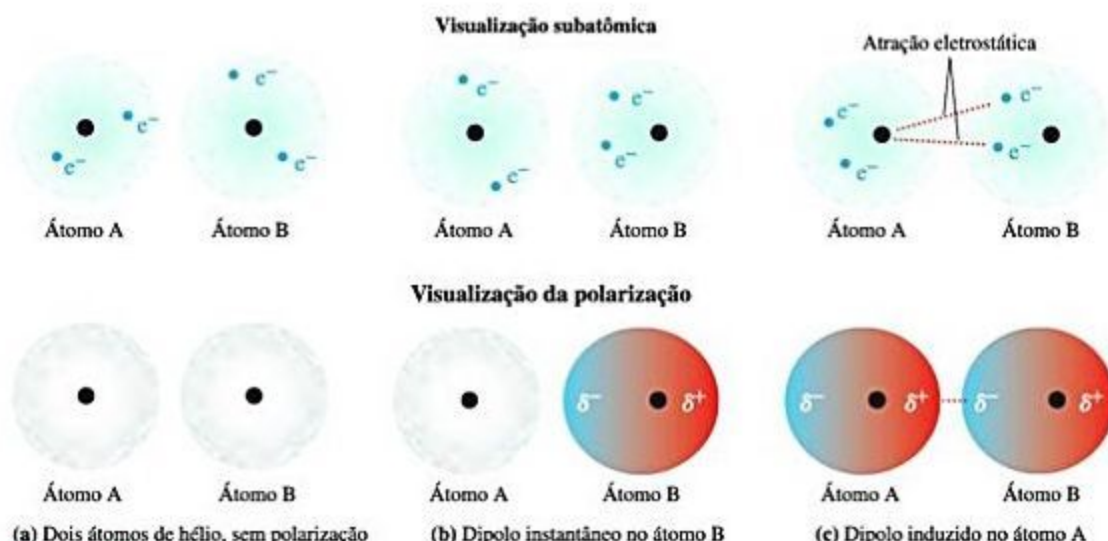 Visualização subatômica
Atração eletrostática
e⁻
e⁻
e⁻
e⁻
e⁻
e⁻
e⁻
e⁻
e⁻
e⁻
e⁻
e⁻
Átomo A
Átomo B
Átomo A
Átomo B
Átomo A
Átomo B
Visualização da polarização
δ⁻
δ⁺
δ⁻
δ⁺
δ⁻
δ⁺
Átomo A
Átomo B
Átomo A
Átomo B
Átomo A
Átomo B
(a) Dois átomos de hélio, sem polarização
(b) Dipolo instantâneo no átomo B
(c) Dipolo induzido no átomo A